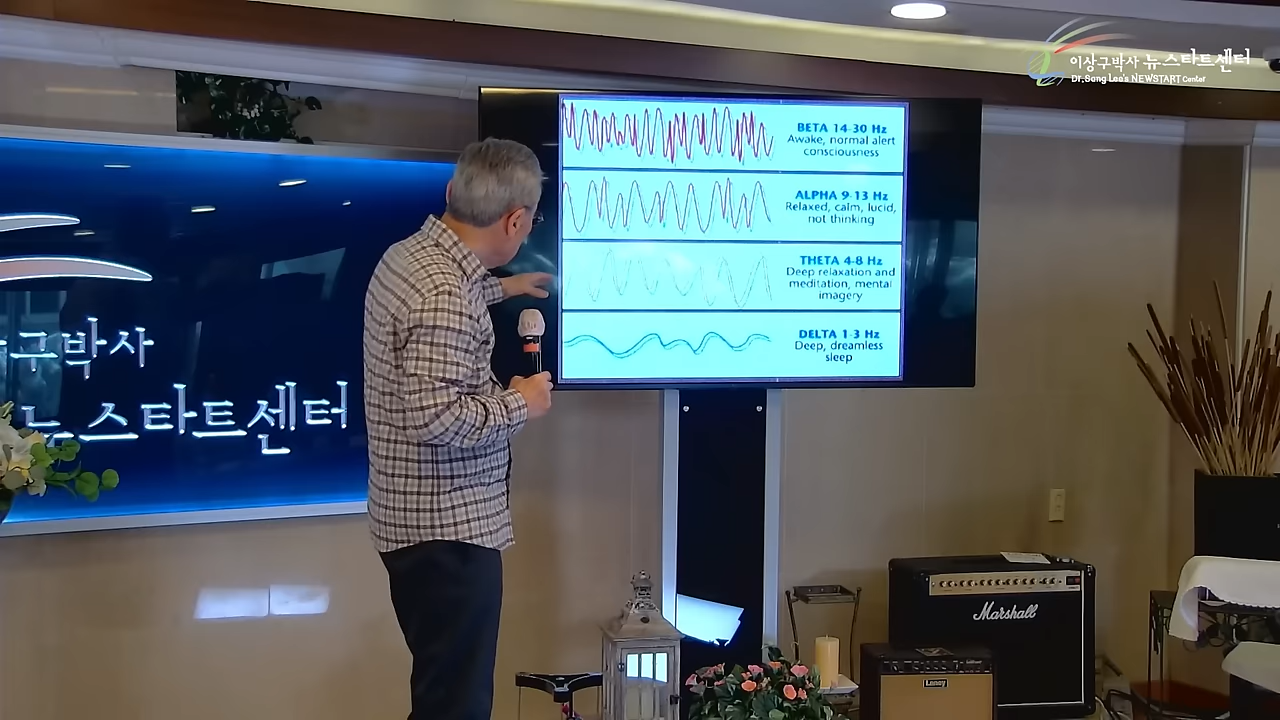 이상구박사 뉴스타트센터
Dr.Sang Lee's NEWSTART Center
BETA 14-30 Hz
Awake, normal alert
consciousness
ALPHA 9-13 Hz
Relaxed, calm, lucid,
not thinking
THETA 4-8 Hz
Deep relaxation and
meditation, mental
imagery
DELTA 1-3 Hz
Deep, dreamless
sleep
구박사
뉴스타트센터
Marshall
Laney